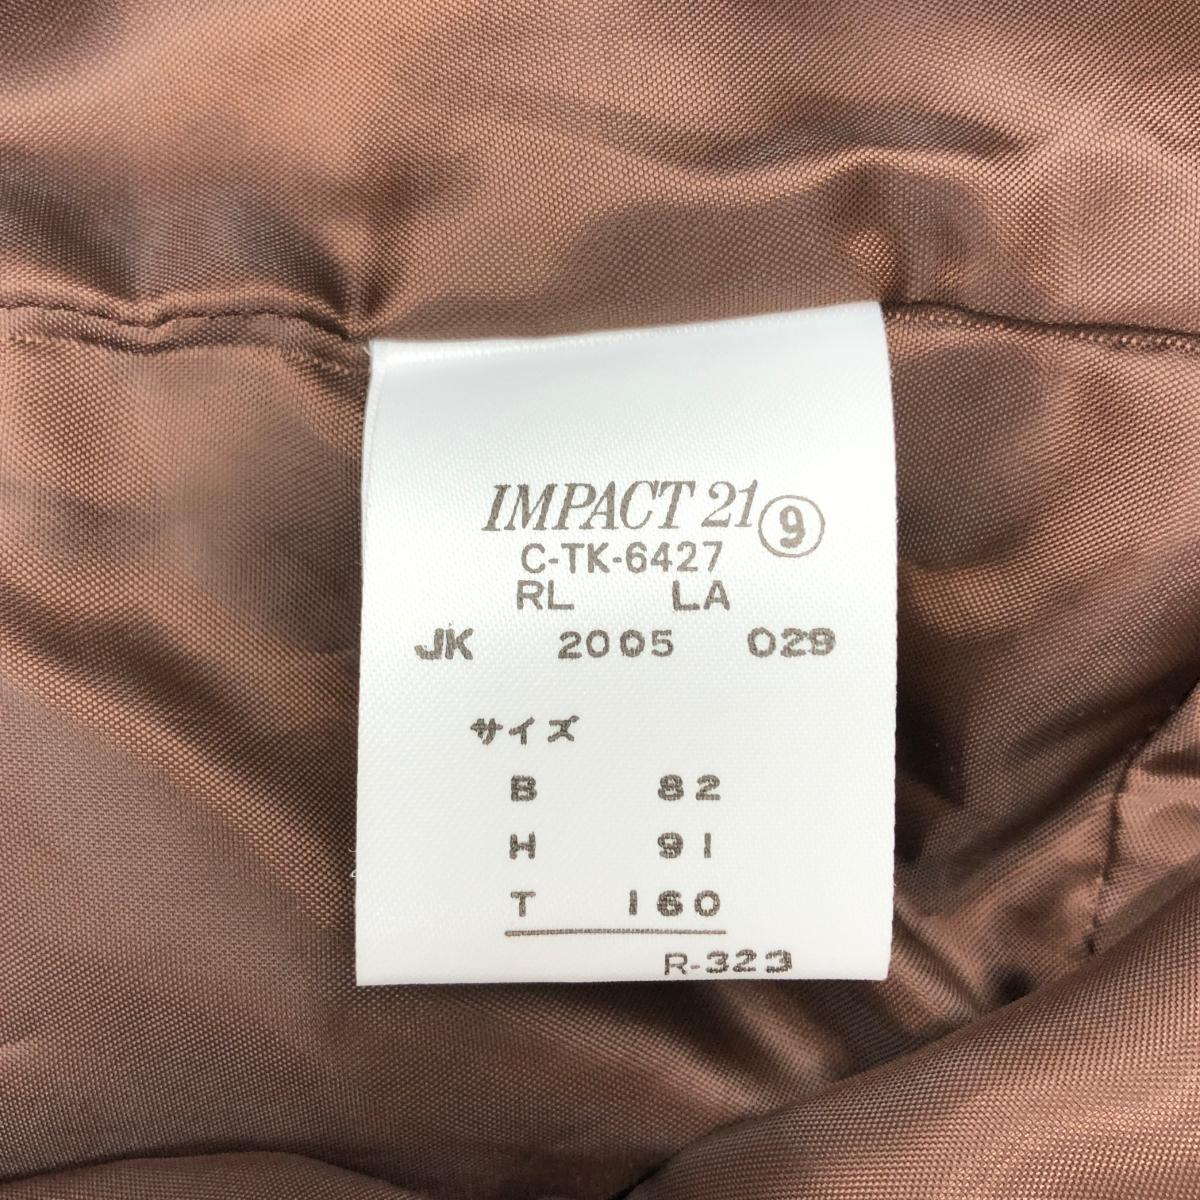 IMPACT 21 ⑨
C-TK-6427
RL LA
JK 2005 029
サイズ
B 82
H 91
T 160
R-323